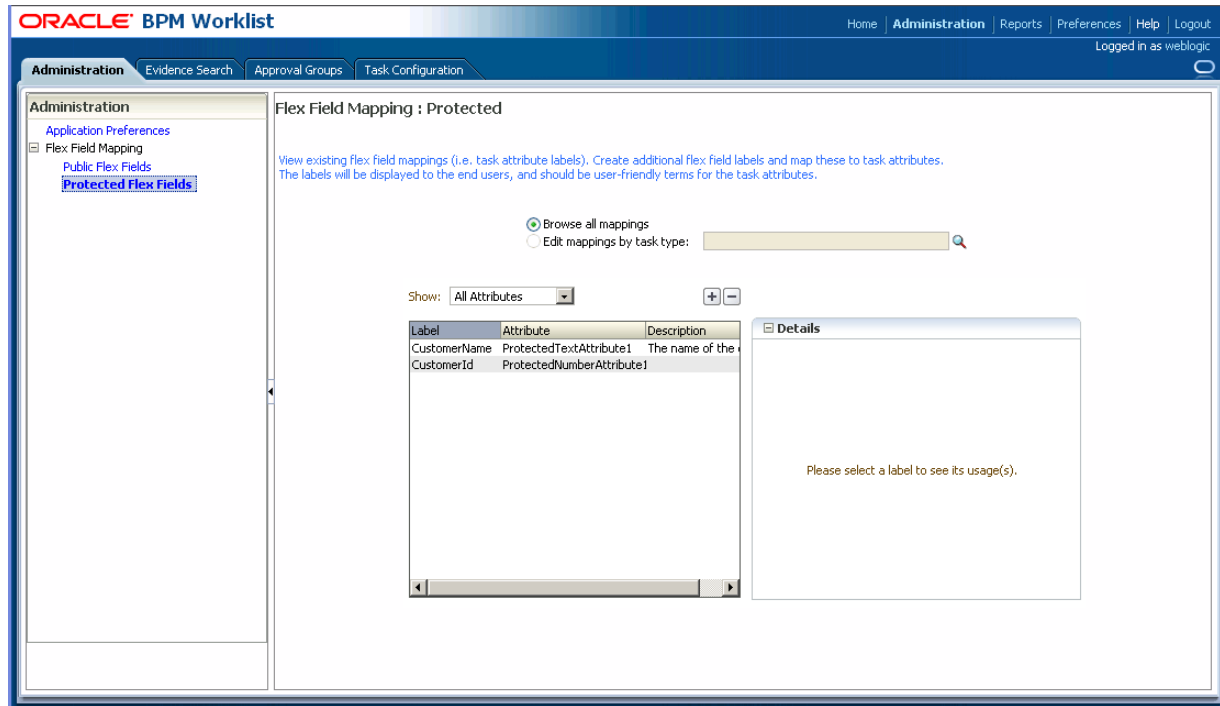 ORACLE BPM Worklist
Home Administration Reports Preferences Help Logout
Logged in as weblogic
Administration Evidence Search Approval Groups Task Configuration
Administration
Application Preferences
Flex Field Mapping
Public Flex Fields
Protected Flex Fields
Flex Field Mapping : Protected
View existing flex field mappings (i.e. task attribute labels). Create additional flex field labels and map these to task attributes.
The labels will be displayed to the end users, and should be user-friendly terms for the task attributes.
Browse all mappings
Edit mappings by task type:
Show: All Attributes
Label Attribute Description
CustomerName ProtectedTextAttribute1 The name of the
CustomerId ProtectedNumberAttribute1
Details
Please select a label to see its usage(s).